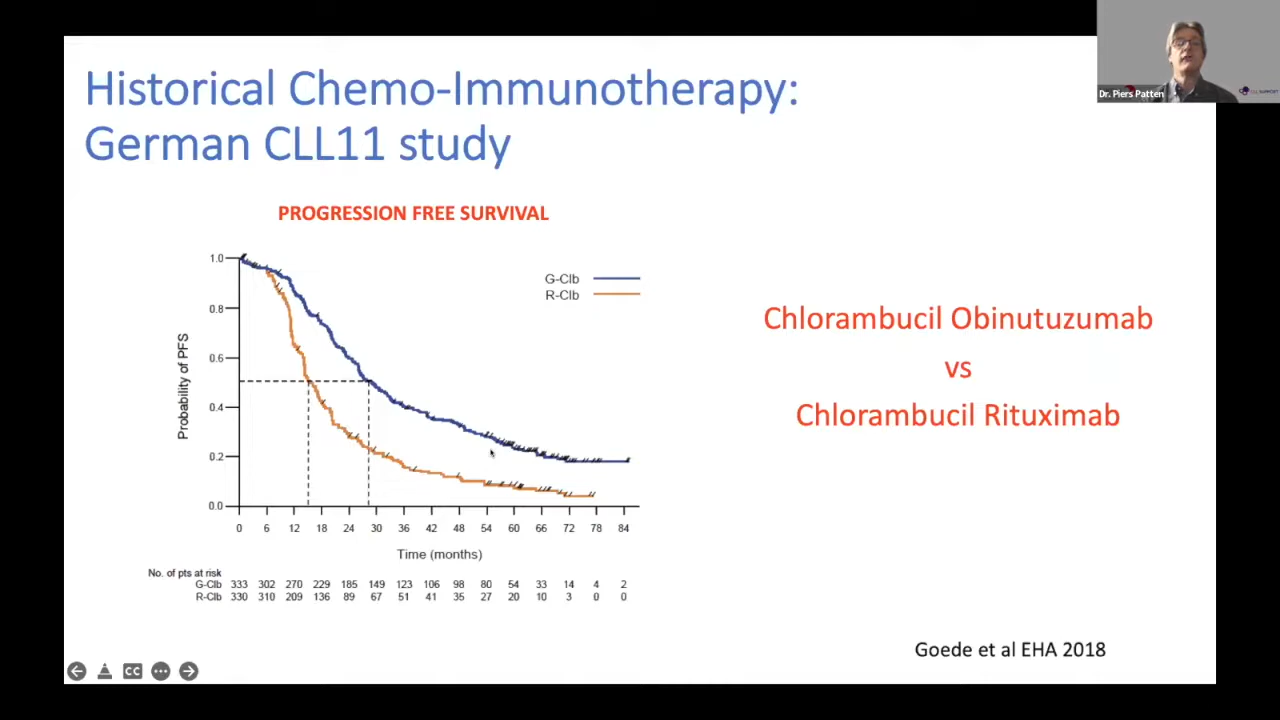 Historical Chemo-Immunotherapy:
German CLL11 study
Dr. Piers Patten
PROGRESSION FREE SURVIVAL
G-Clb
R-Clb
Probability of PFS
1.0
0.8
0.6
0.4
0.2
0.0
0 6 12 18 24 30 36 42 48 54 60 66 72 78 84
Time (months)
No. of pts at risk
G-Clb 333 302 270 229 185 149 123 106 98 80 54 33 14 4 2
R-Clb 330 310 209 136 89 67 51 41 35 27 20 10 3 0 0
Chlorambucil Obinutuzumab
vs
Chlorambucil Rituximab
Goede et al EHA 2018
CC